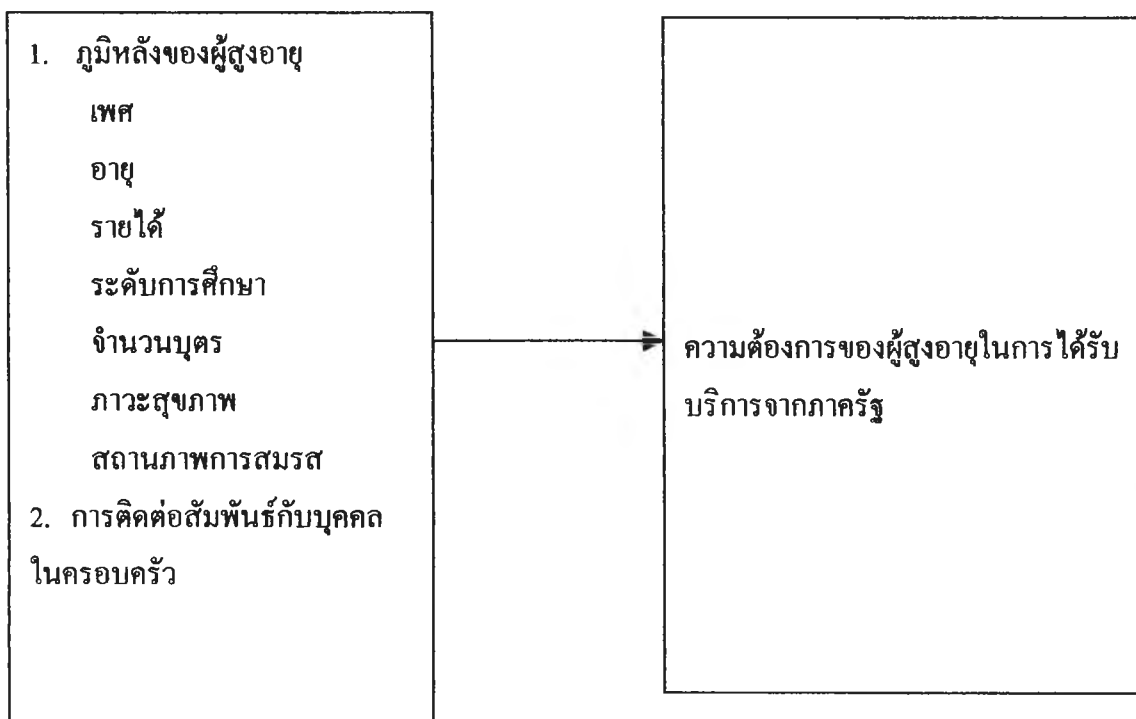 1. ภูมิหลังของผู้สูงอายุ
เพศ
อายุ
รายได้
ระดับการศึกษา
จำนวนบุตร
ภาวะสุขภาพ
สถานภาพการสมรส
2. การติดต่อสัมพันธ์กับบุคคล
ในครอบครัว
ความต้องการของผู้สูงอายุในการได้รับ
บริการจากภาครัฐ